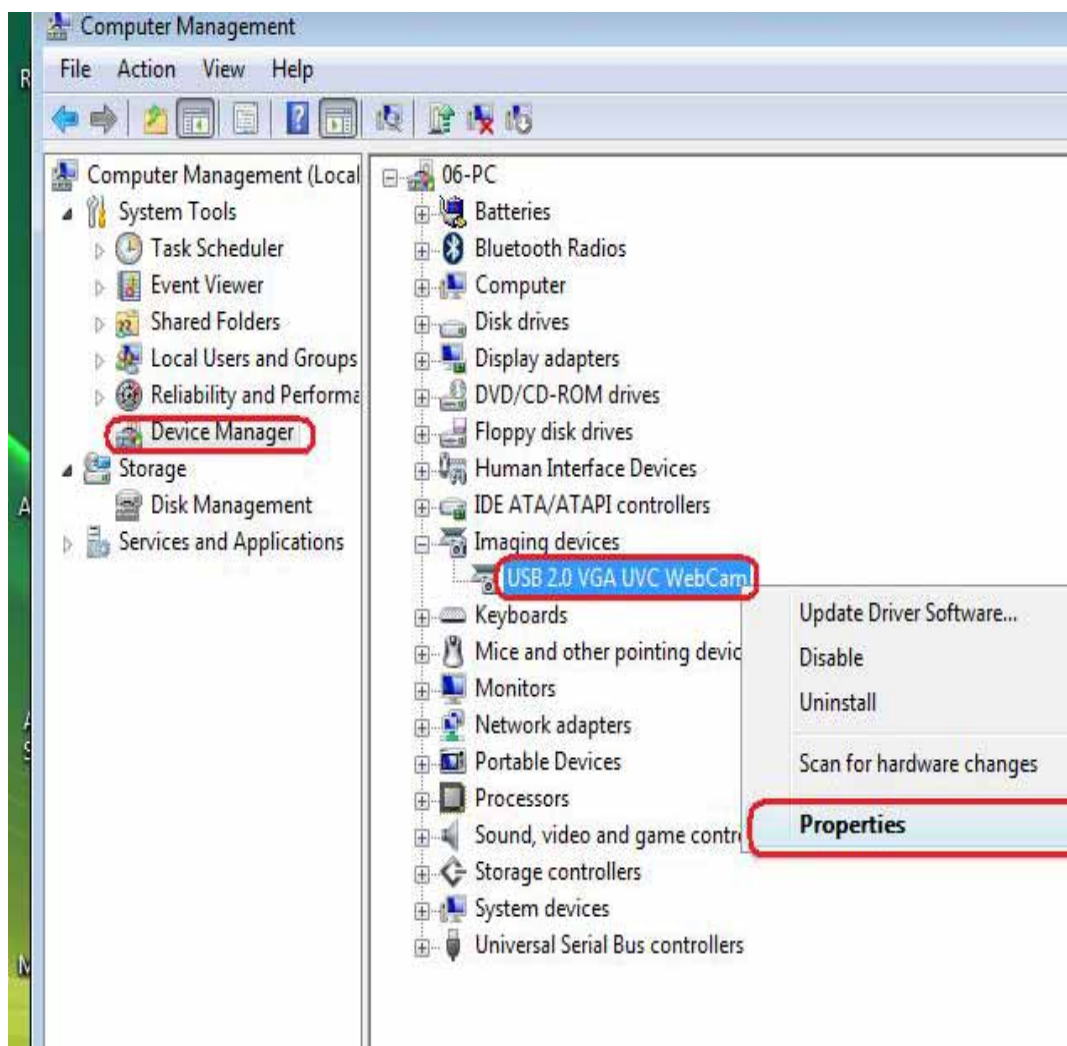 Computer Management
File Action View Help
Computer Management (Local
System Tools
Task Scheduler
Event Viewer
Shared Folders
Local Users and Groups
Reliability and Performa
Device Manager
Storage
Disk Management
Services and Applications
06-PC
Batteries
Bluetooth Radios
Computer
Disk drives
Display adapters
DVD/CD-ROM drives
Floppy disk drives
Human Interface Devices
IDE ATA/ATAPI controllers
Imaging devices
USB 2.0 VGA UVC WebCam
Keyboards
Mice and other pointing devic
Monitors
Network adapters
Portable Devices
Processors
Sound, video and game contr
Storage controllers
System devices
Universal Serial Bus controllers
Update Driver Software...
Disable
Uninstall
Scan for hardware changes
Properties